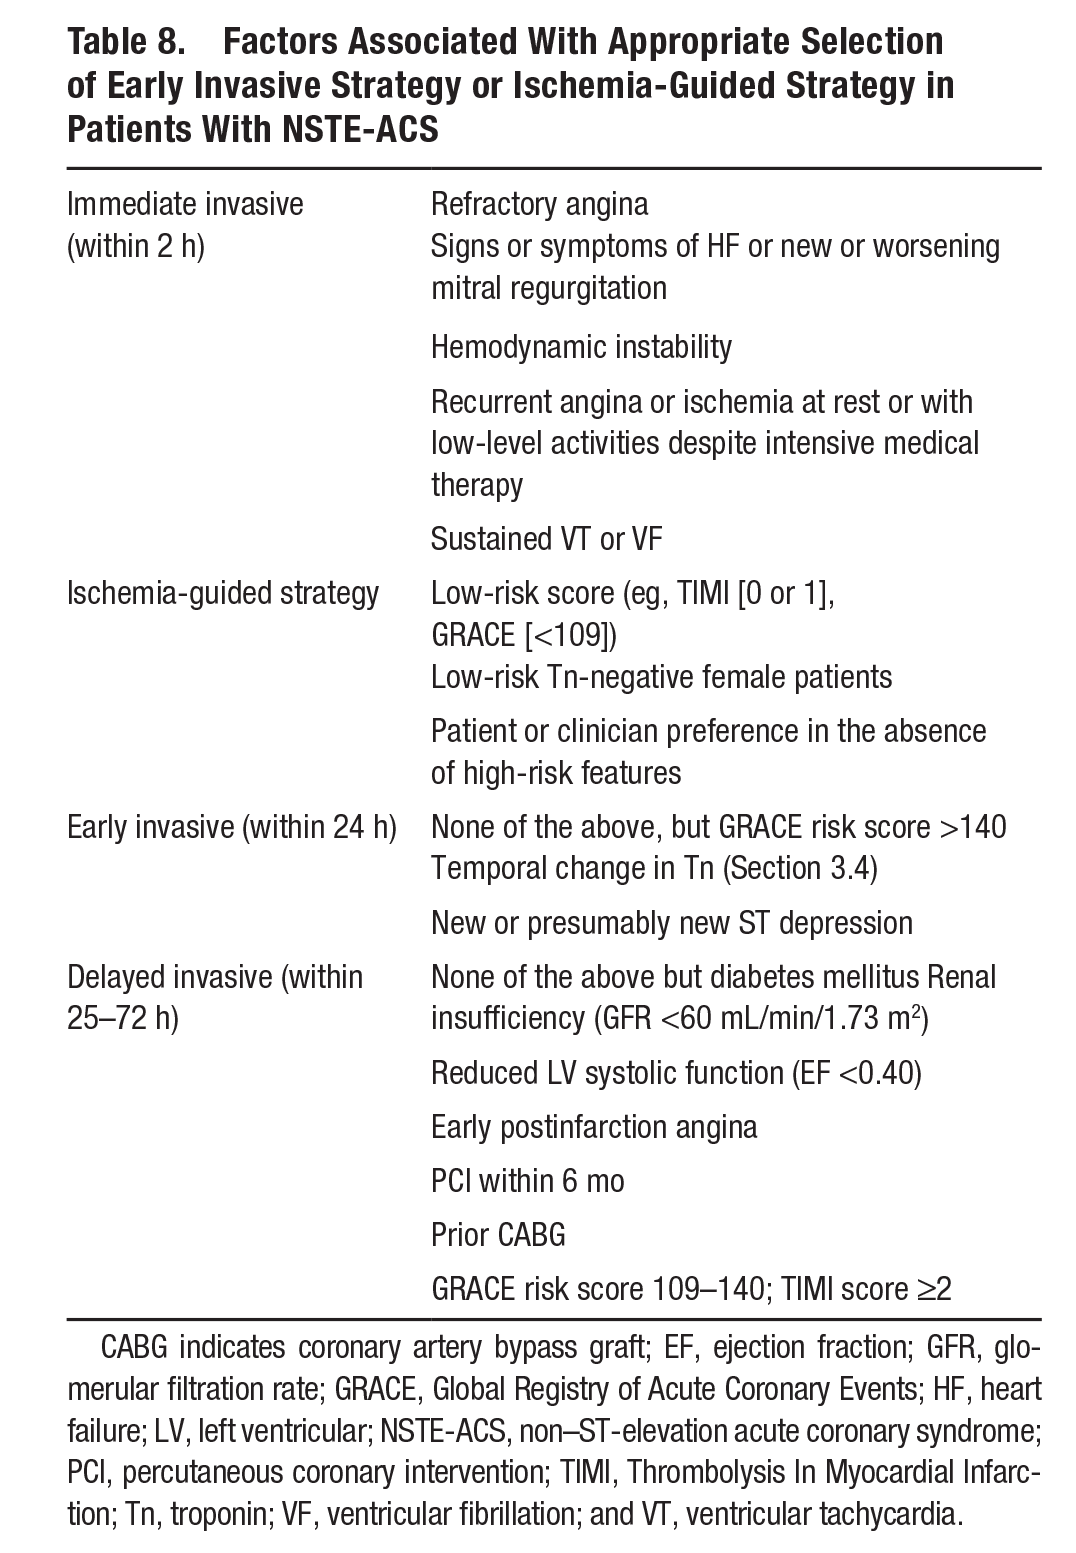 Table 8. Factors Associated With Appropriate Selection
of Early Invasive Strategy or Ischemia-Guided Strategy in
Patients With NSTE-ACS
Immediate invasive
(within 2 h)
Refractory angina
Signs or symptoms of HF or new or worsening
mitral regurgitation
Hemodynamic instability
Recurrent angina or ischemia at rest or with
low-level activities despite intensive medical
therapy
Sustained VT or VF
Ischemia-guided strategy
Low-risk score (eg, TIMI [0 or 1],
GRACE [<109])
Low-risk Tn-negative female patients
Patient or clinician preference in the absence
of high-risk features
Early invasive (within 24 h)
None of the above, but GRACE risk score >140
Temporal change in Tn (Section 3.4)
New or presumably new ST depression
Delayed invasive (within
25–72 h)
None of the above but diabetes mellitus Renal
insufficiency (GFR <60 mL/min/1.73 m²)
Reduced LV systolic function (EF <0.40)
Early postinfarction angina
PCI within 6 mo
Prior CABG
GRACE risk score 109–140; TIMI score ≥2
CABG indicates coronary artery bypass graft; EF, ejection fraction; GFR, glo-
merular filtration rate; GRACE, Global Registry of Acute Coronary Events; HF, heart
failure; LV, left ventricular; NSTE-ACS, non–ST-elevation acute coronary syndrome;
PCI, percutaneous coronary intervention; TIMI, Thrombolysis In Myocardial Infarc-
tion; Tn, troponin; VF, ventricular fibrillation; and VT, ventricular tachycardia.